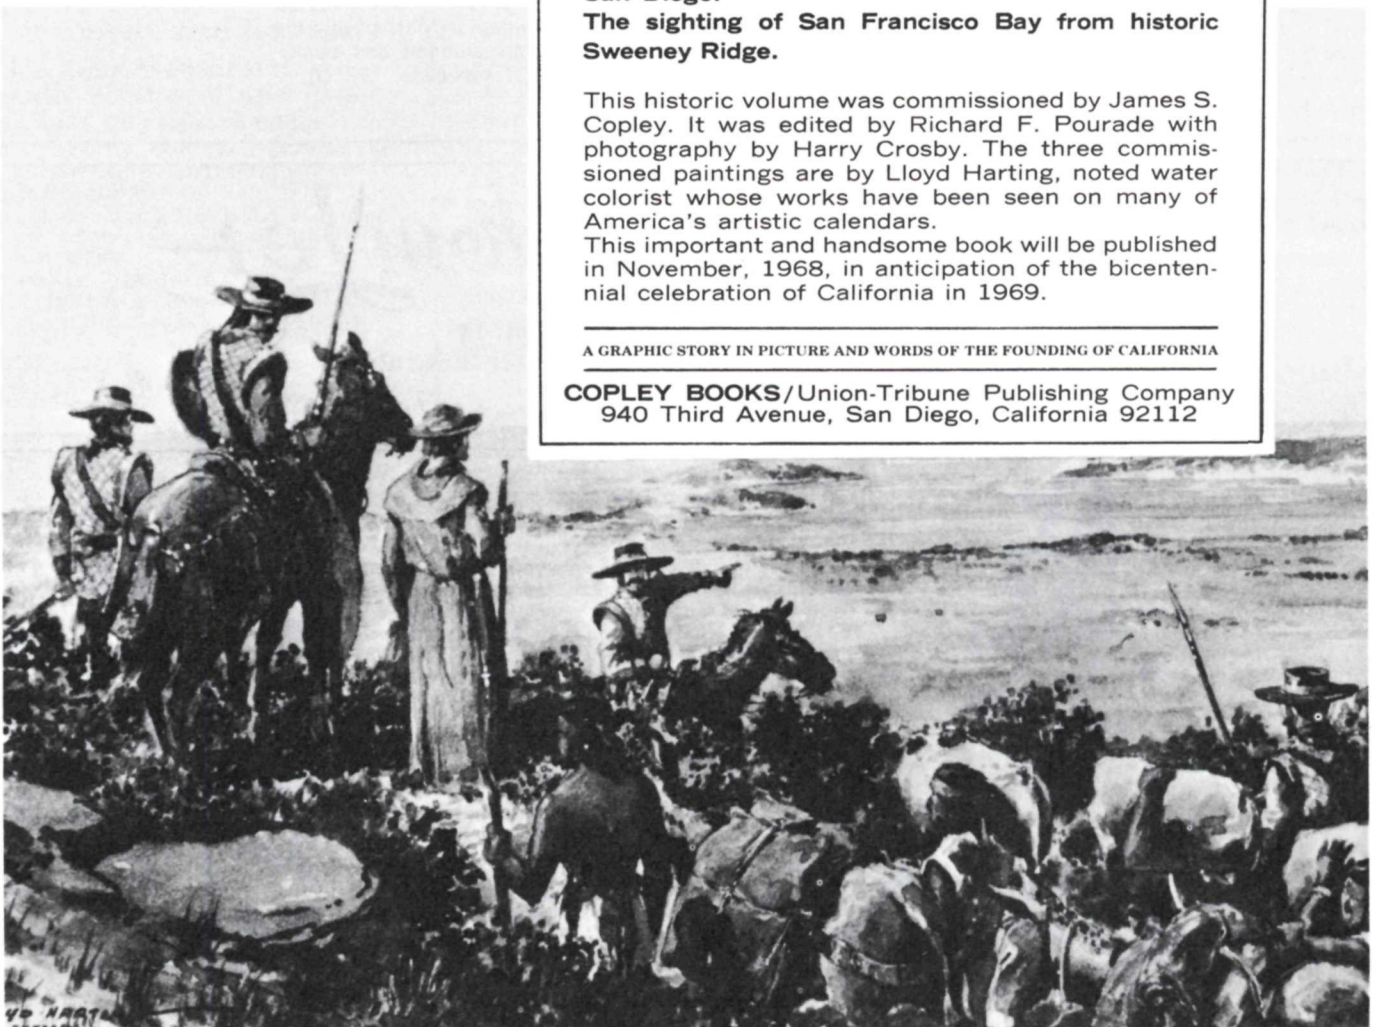 San Diego.
The sighting of San Francisco Bay from historic
Sweeney Ridge.
This historic volume was commissioned by James S.
Copley. It was edited by Richard F. Pourade with
photography by Harry Crosby. The three commis-
sioned paintings are by Lloyd Harting, noted water
colorist whose works have been seen on many of
America's artistic calendars.
This important and handsome book will be published
in November, 1968, in anticipation of the bicenten-
nial celebration of California in 1969.
A GRAPHIC STORY IN PICTURE AND WORDS OF THE FOUNDING OF CALIFORNIA
COPLEY BOOKS/Union-Tribune Publishing Company
940 Third Avenue, San Diego, California 92112